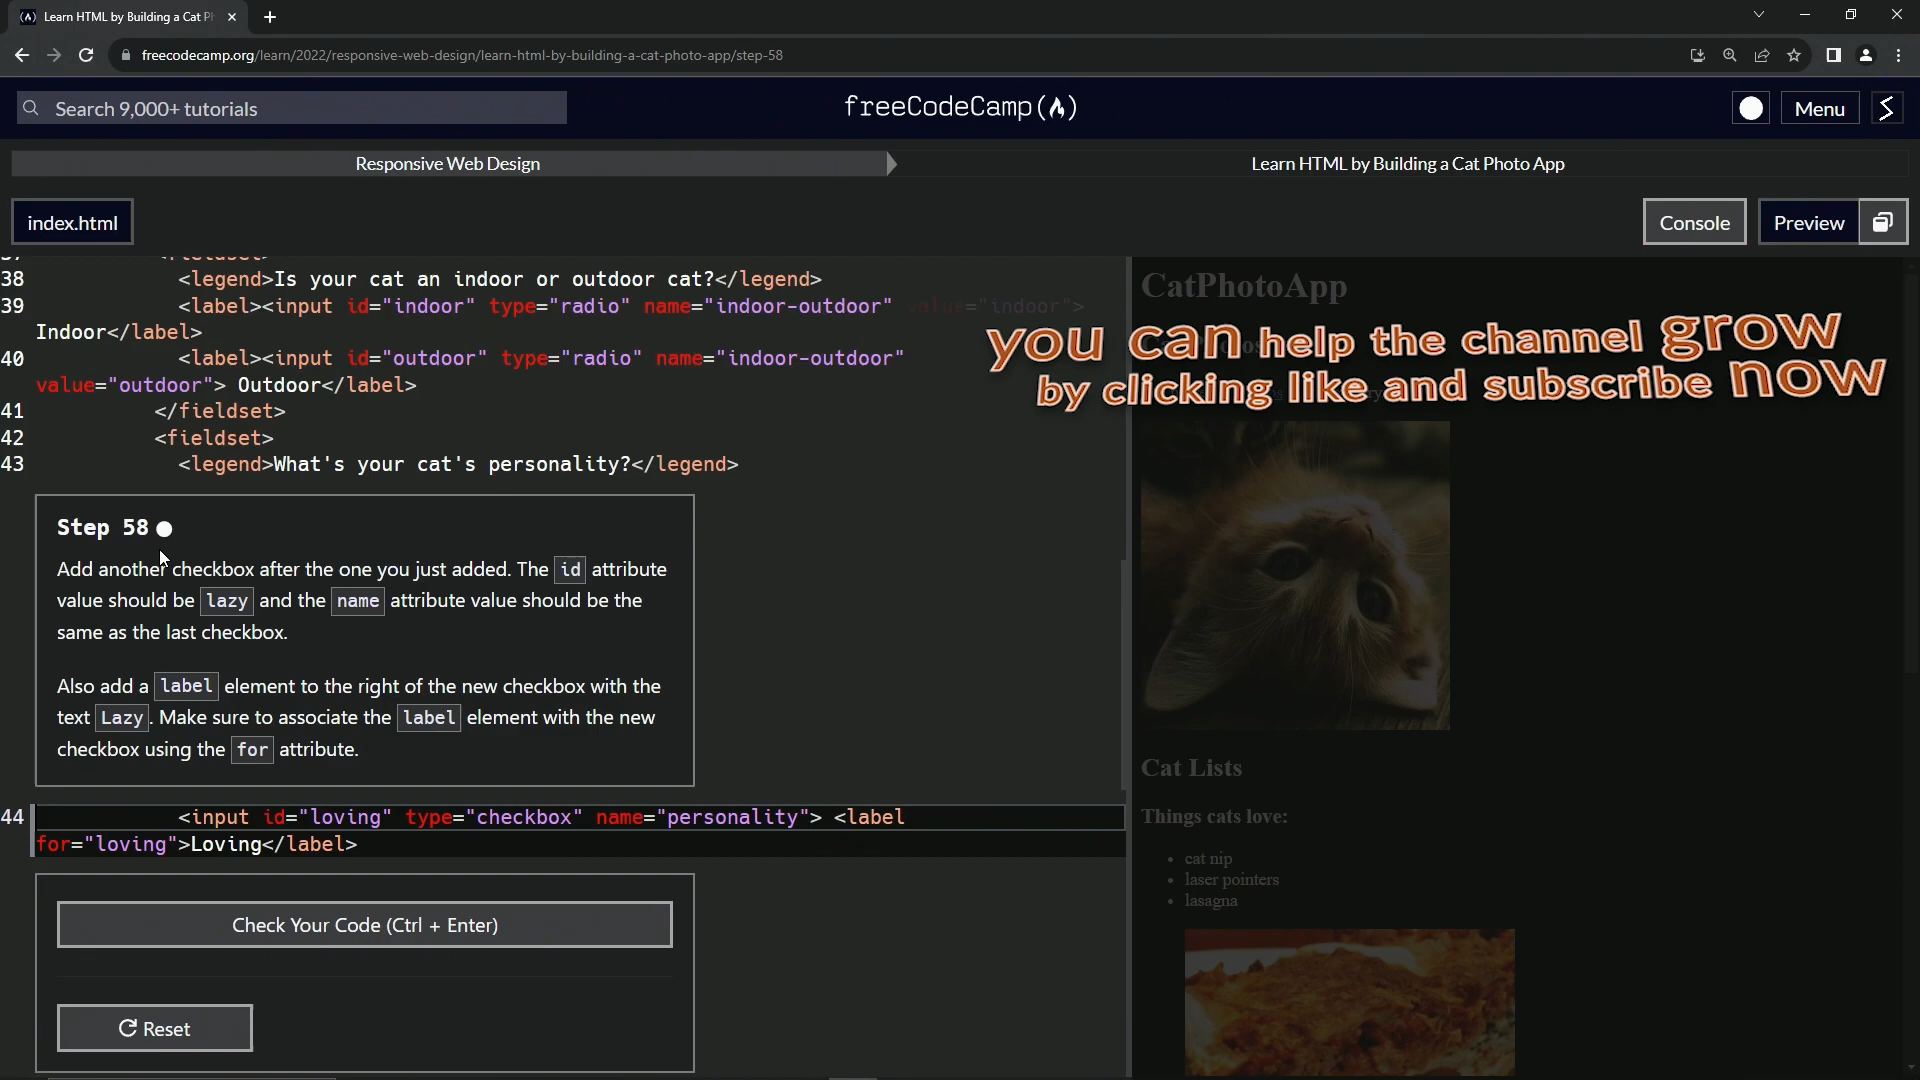 Learn HTML by Building a Cat P
freecodecamp.org/learn/2022/responsive-web-design/learn-html-by-building-a-cat-photo-app/step-58
Search 9,000+ tutorials
freeCodeCamp
Menu
Responsive Web Design
Learn HTML by Building a Cat Photo App
index.html
Console
Preview
38 <legend>Is your cat an indoor or outdoor cat?</legend>
39 <label><input id="indoor" type="radio" name="indoor-outdoor" value="indoor">
Indoor</label>
40 <label><input id="outdoor" type="radio" name="indoor-outdoor"
value="outdoor"> Outdoor</label>
41 </fieldset>
42 <fieldset>
43 <legend>What's your cat's personality?</legend>
Step 58
Add another checkbox after the one you just added. The id attribute
value should be lazy and the name attribute value should be the
same as the last checkbox.
Also add a label element to the right of the new checkbox with the
text Lazy. Make sure to associate the label element with the new
checkbox using the for attribute.
44 <input id="loving" type="checkbox" name="personality"> <label
for="loving">Loving</label>
Check Your Code (Ctrl + Enter)
Reset
CatPhotoApp
you can help the channel grow
by clicking like and subscribe now
Cat Lists
Things cats love:
cat nip
laser pointers
lasagna